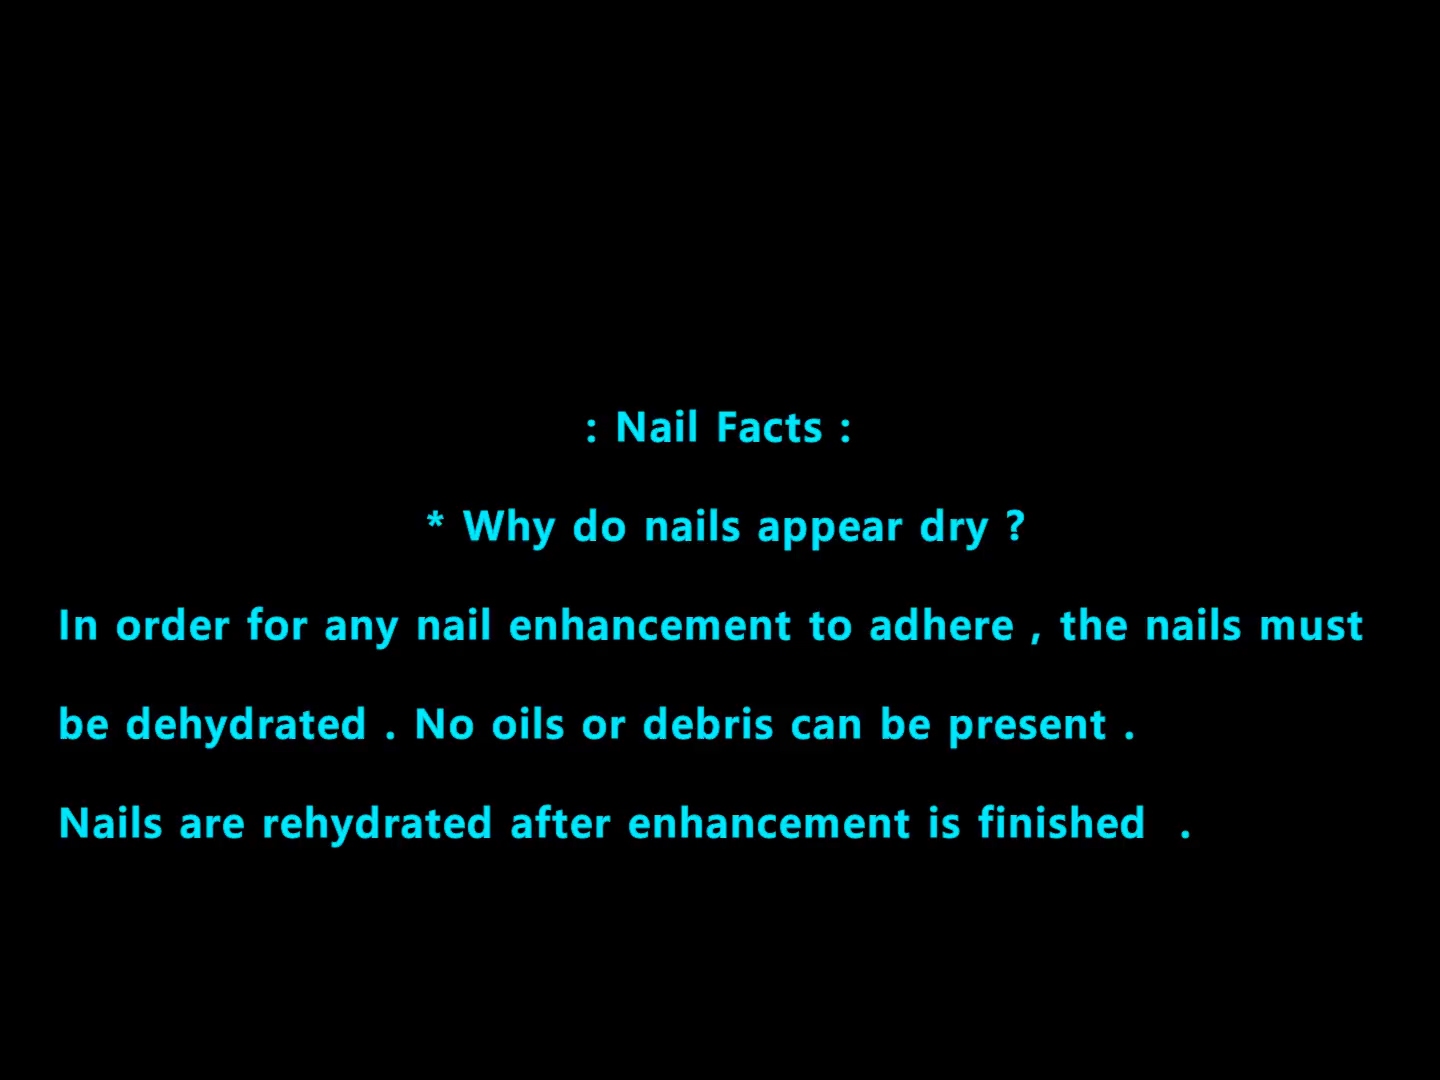 : Nail Facts :
* Why do nails appear dry ?
In order for any nail enhancement to adhere , the nails must
be dehydrated . No oils or debris can be present .
Nails are rehydrated after enhancement is finished  .